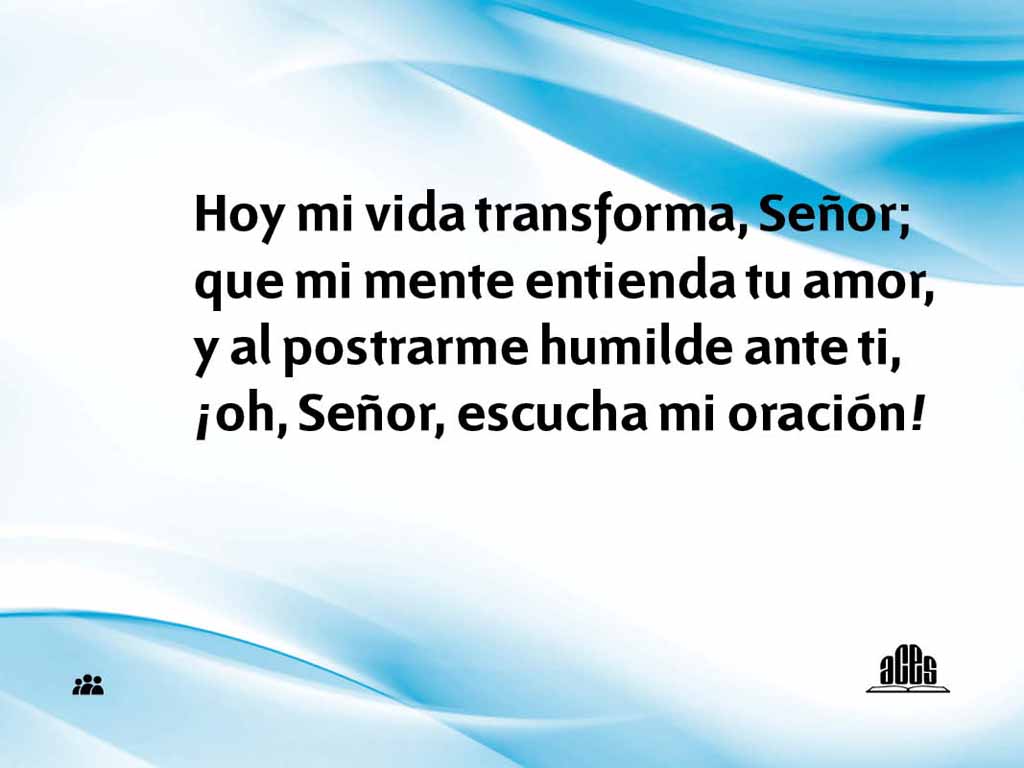 Hoy mi vida transforma, Señor;
que mi mente entienda tu amor,
y al postrarme humilde ante ti,
¡oh, Señor, escucha mi oración!
aces